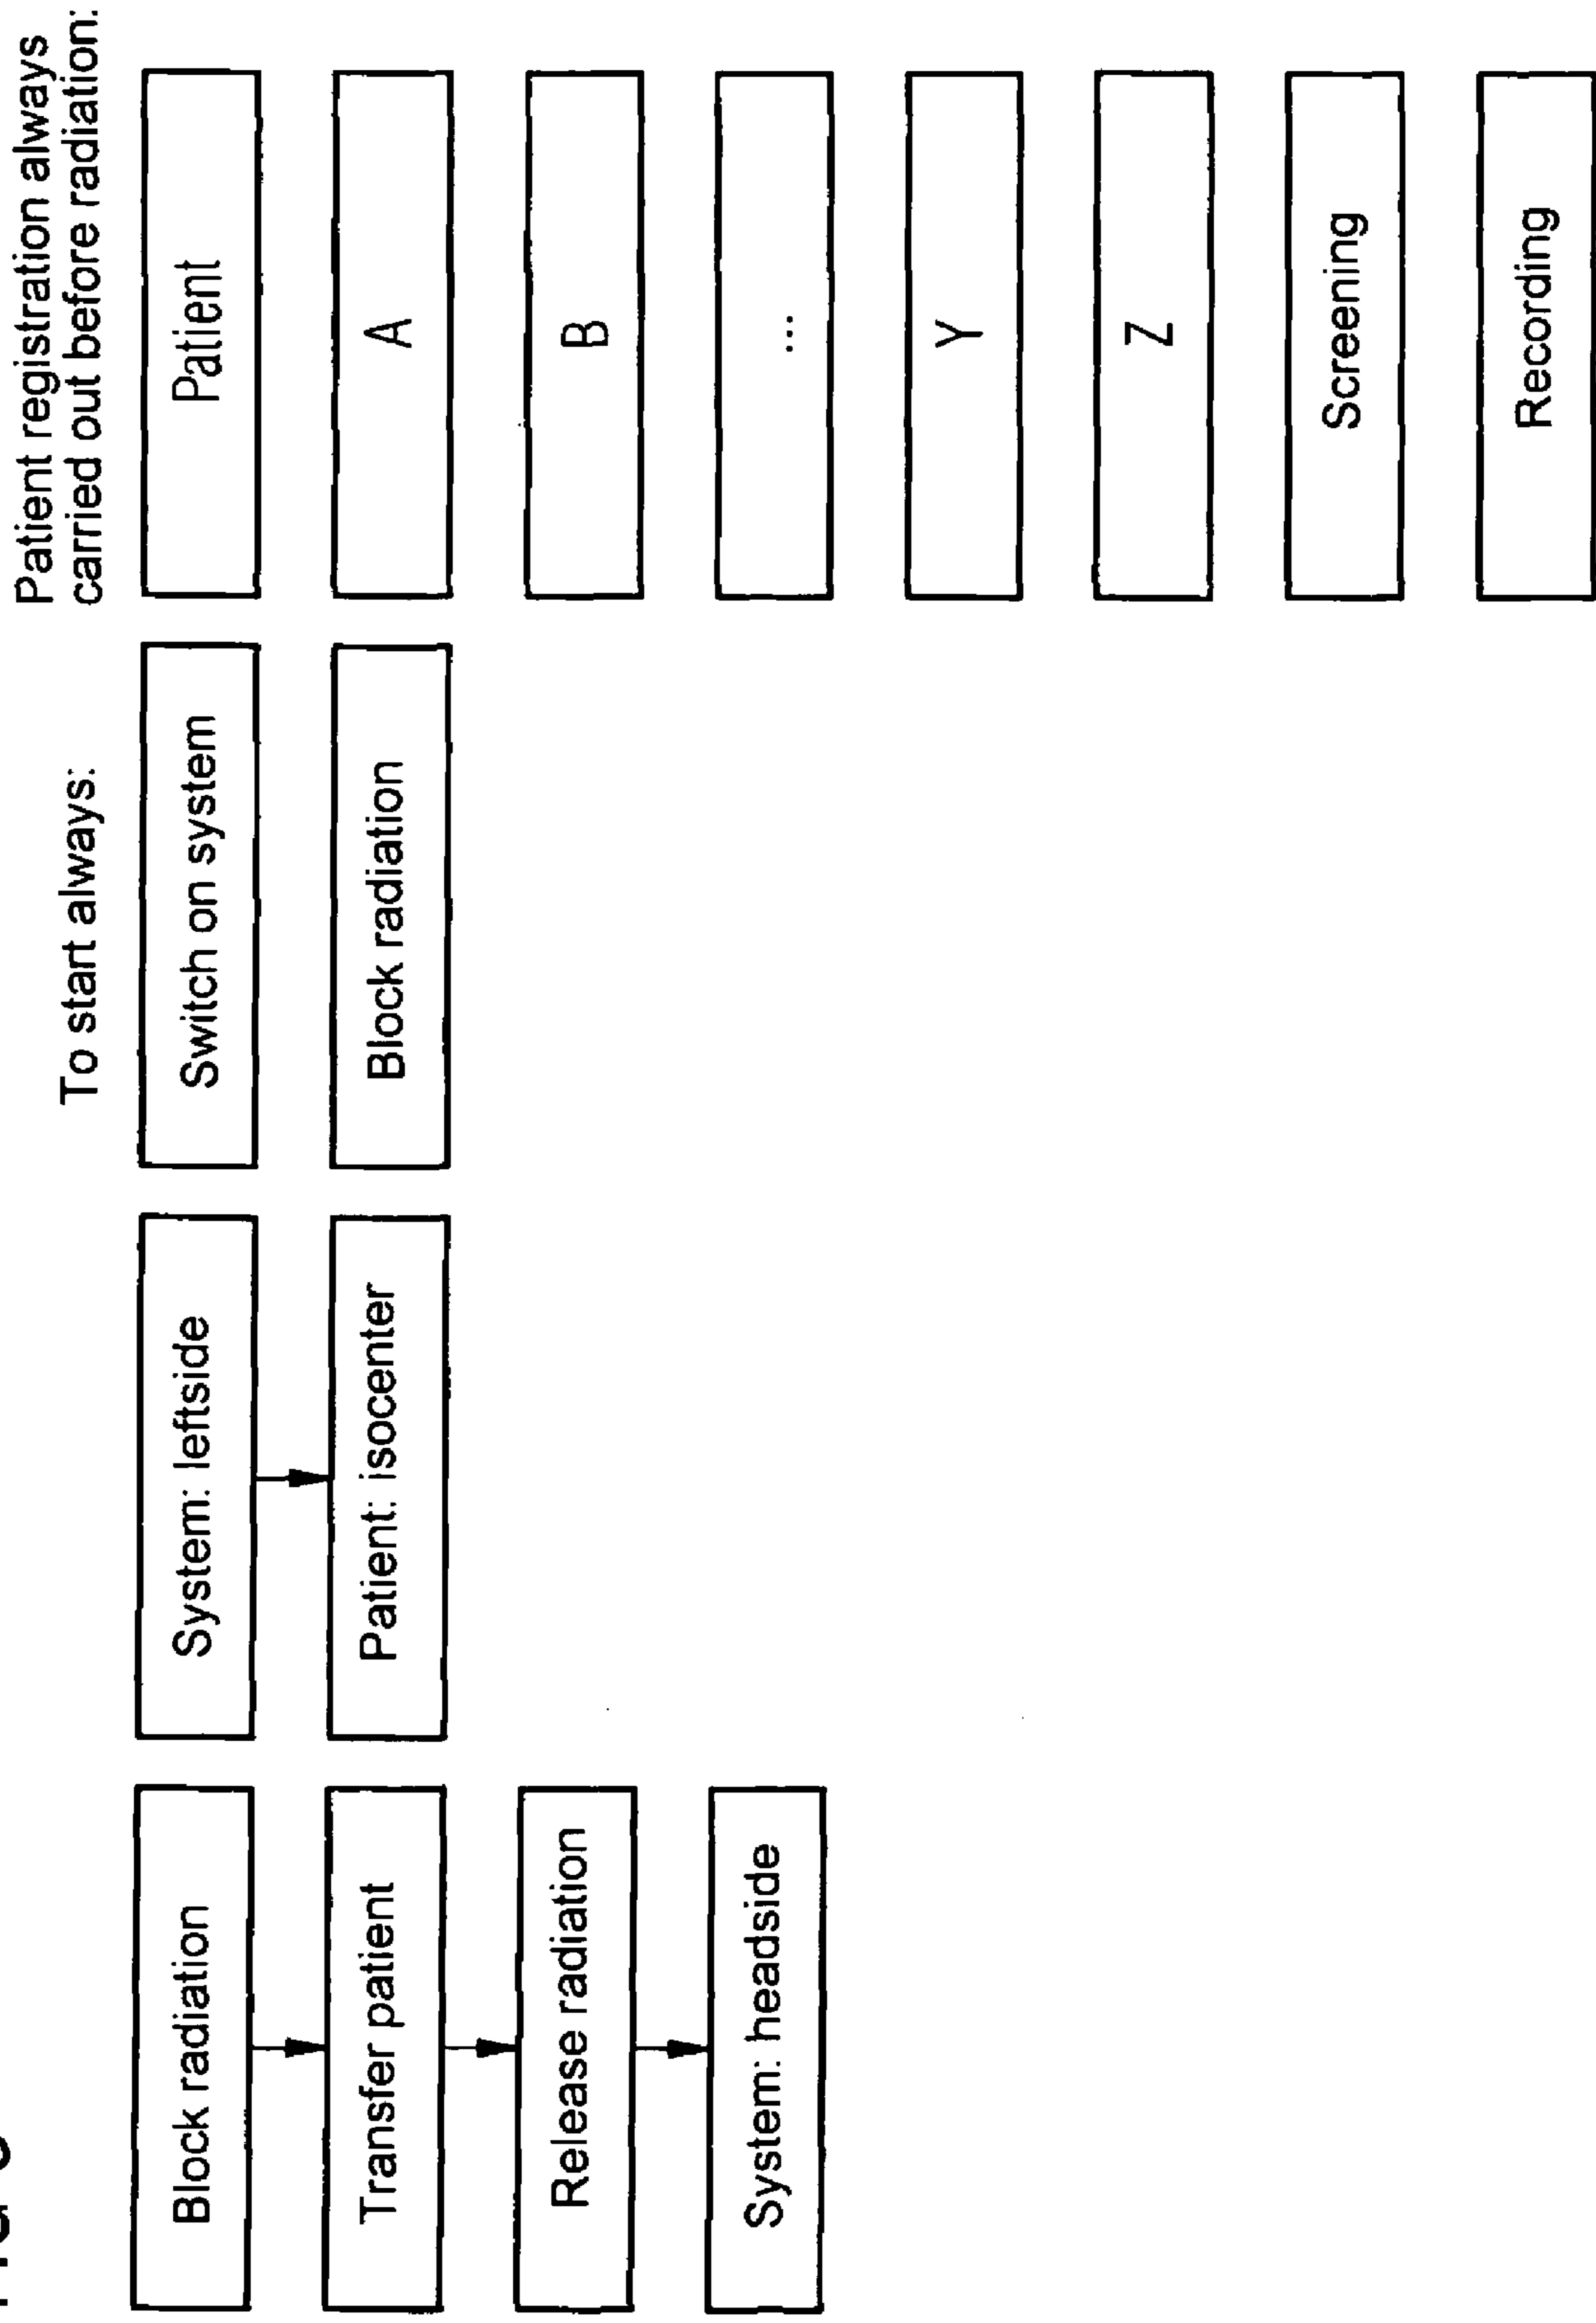 Block radiation
Transfer patient
Release radiation
System: headside
System: leftside
Patient: isocenter
To start always:
Switch on system
Block radiation
Patient registration always
carried out before radiation:
Patient
A
B
...
Y
Z
Screening
Recording